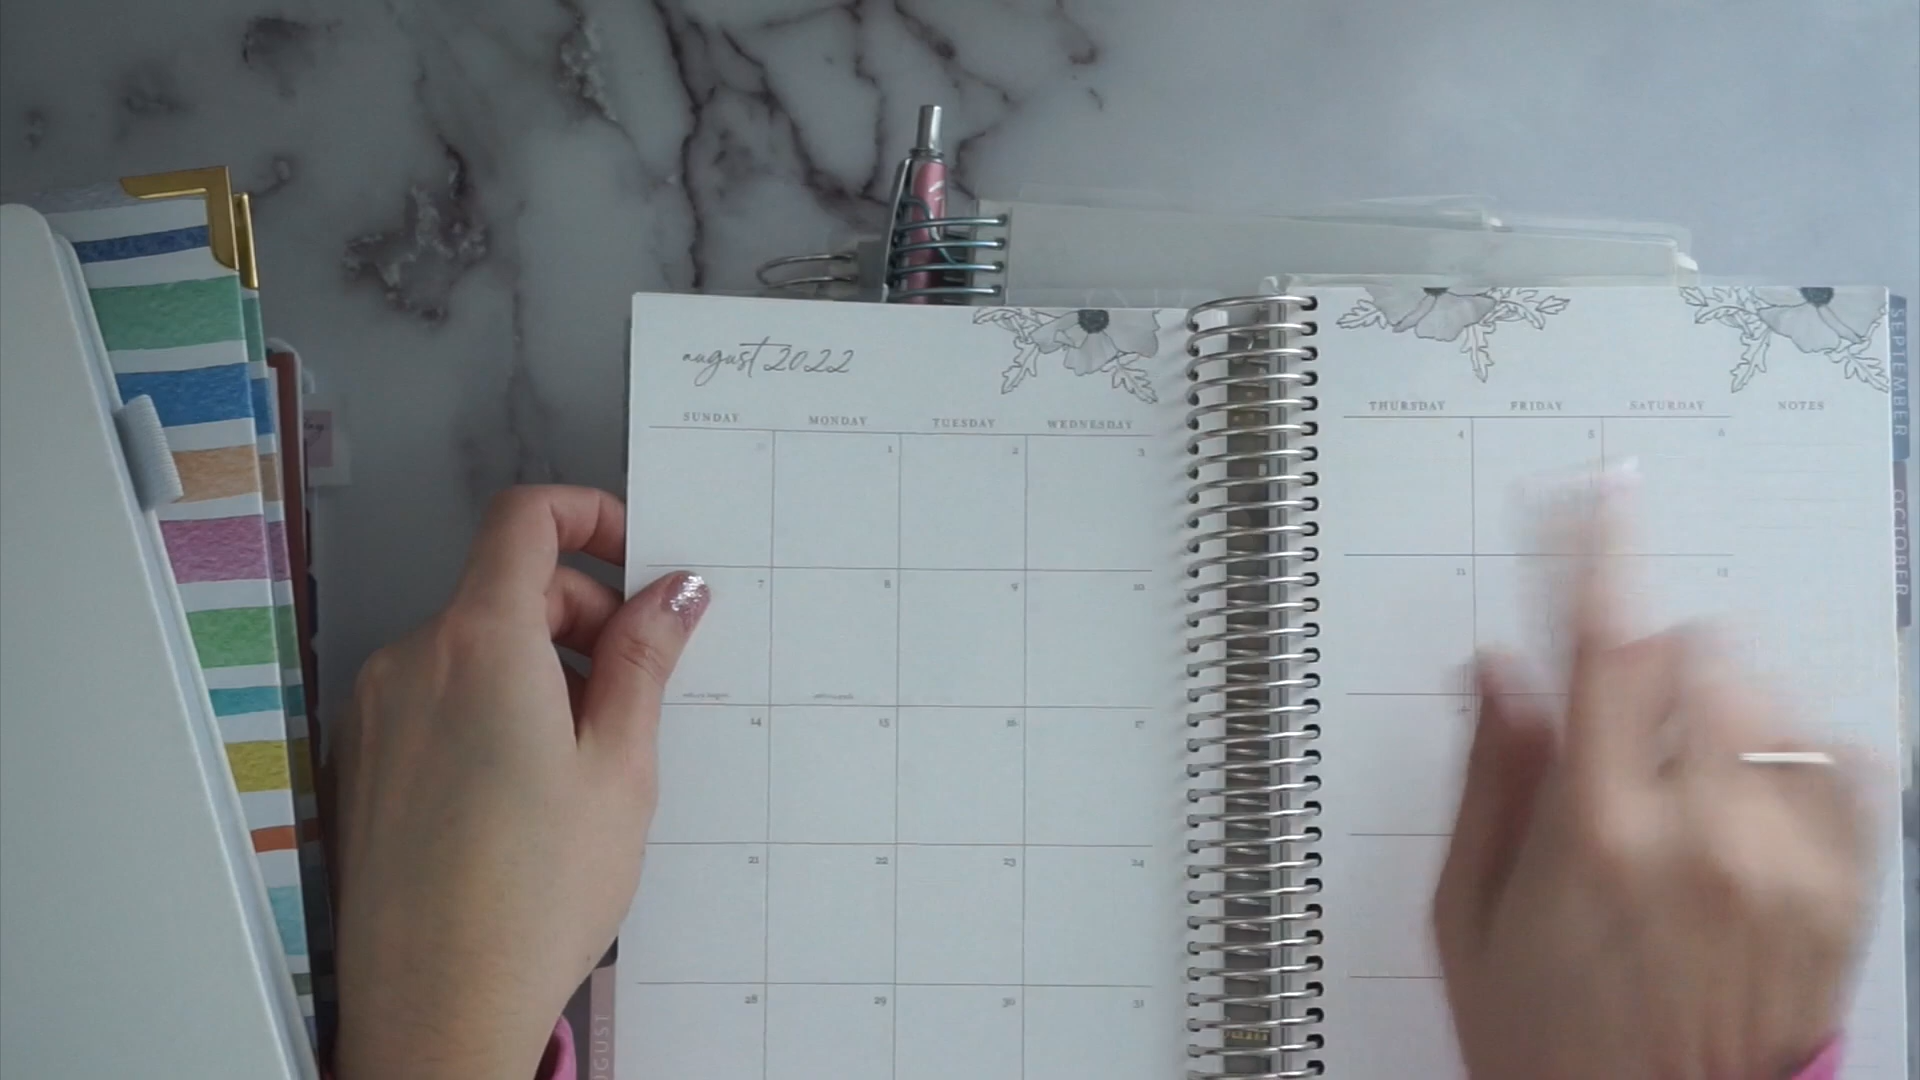 august 2022
SUNDAY MONDAY TUESDAY WEDNESDAY
THURSDAY FRIDAY SATURDAY NOTES
1 2 3
4 5 6
7 8 9 10
11 13
14 15 16 17
21 22 23 24
28 29 30 31
SEPTEMBER
OCTOBER